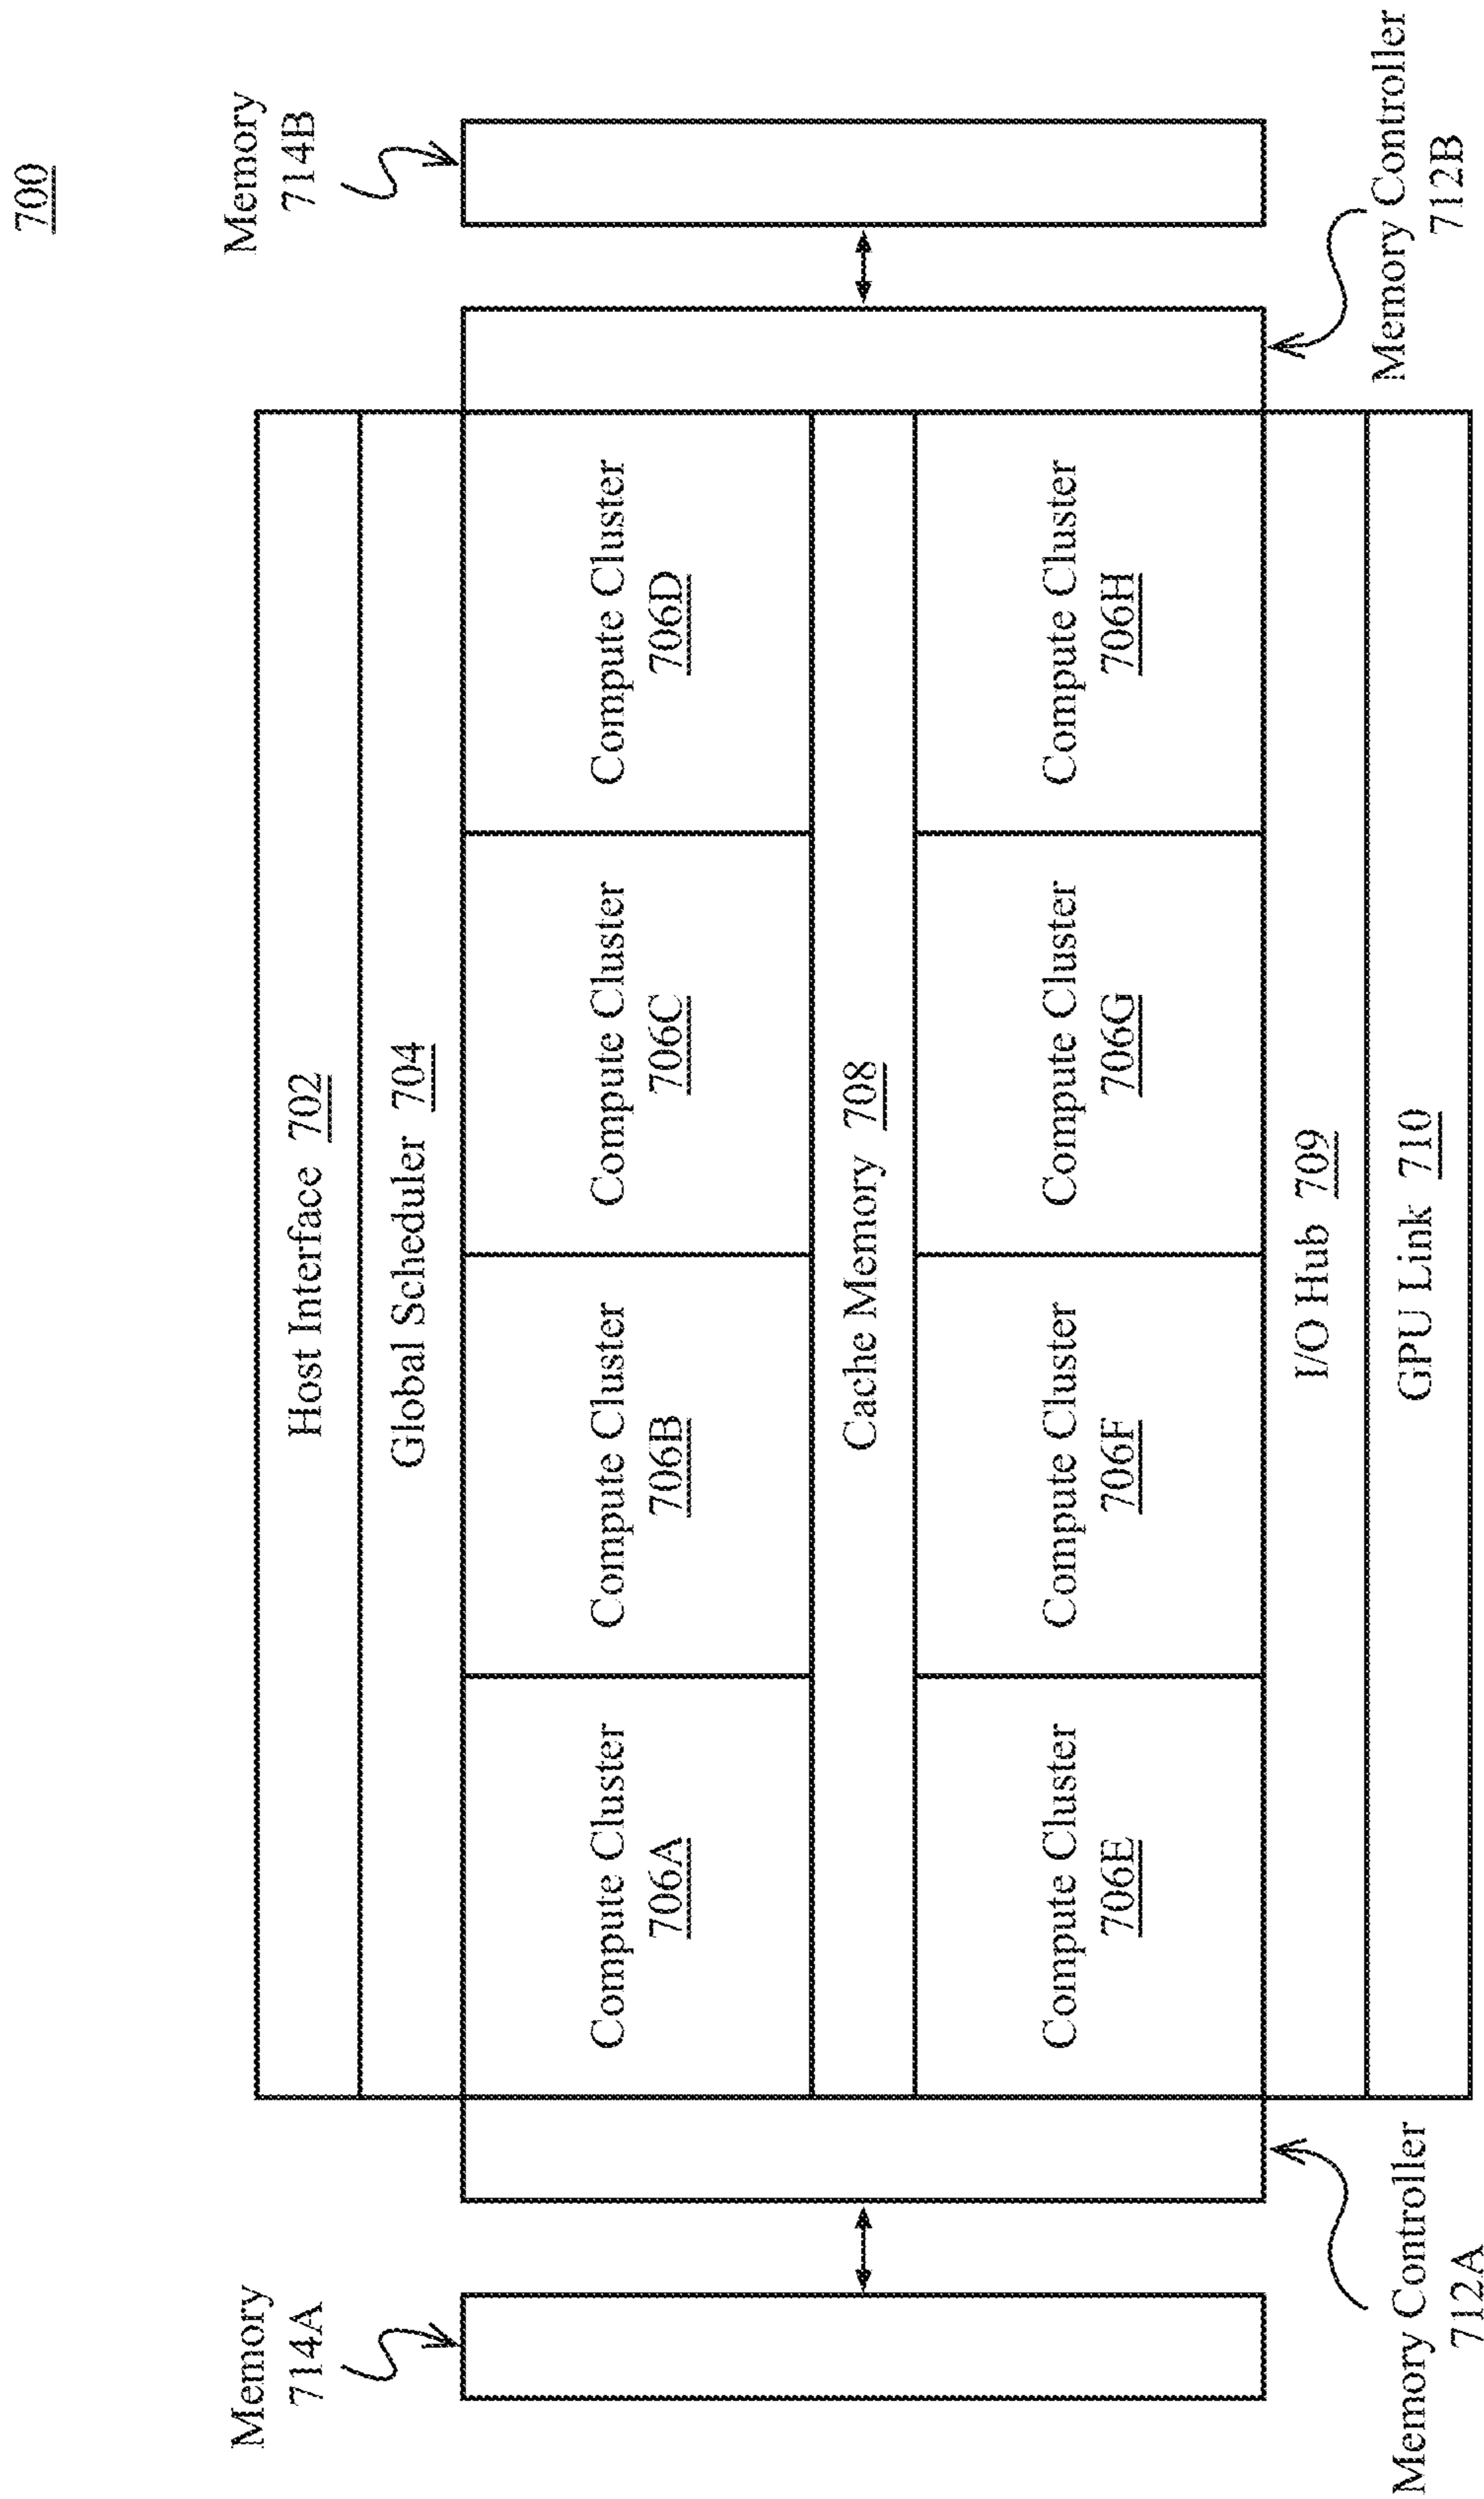 700
Memory
714A
Memory
714B
Host Interface 702
Global Scheduler 704
Compute Cluster
706A
Compute Cluster
706B
Compute Cluster
706C
Compute Cluster
706D
Cache Memory 708
Compute Cluster
706E
Compute Cluster
706F
Compute Cluster
706G
Compute Cluster
706H
I/O Hub 709
GPU Link 710
Memory Controller
712A
Memory Controller
712B